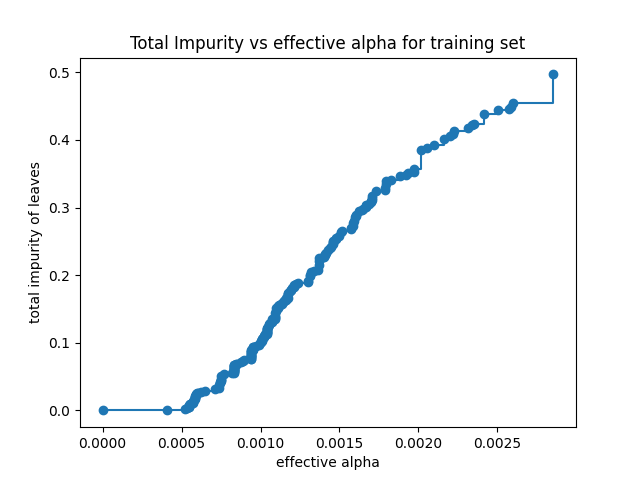 Total Impurity vs effective alpha for training set
0.5
0.4
0.3
0.2
0.1
0.0
total impurity of leaves
0.0000 0.0005 0.0010 0.0015 0.0020 0.0025
effective alpha